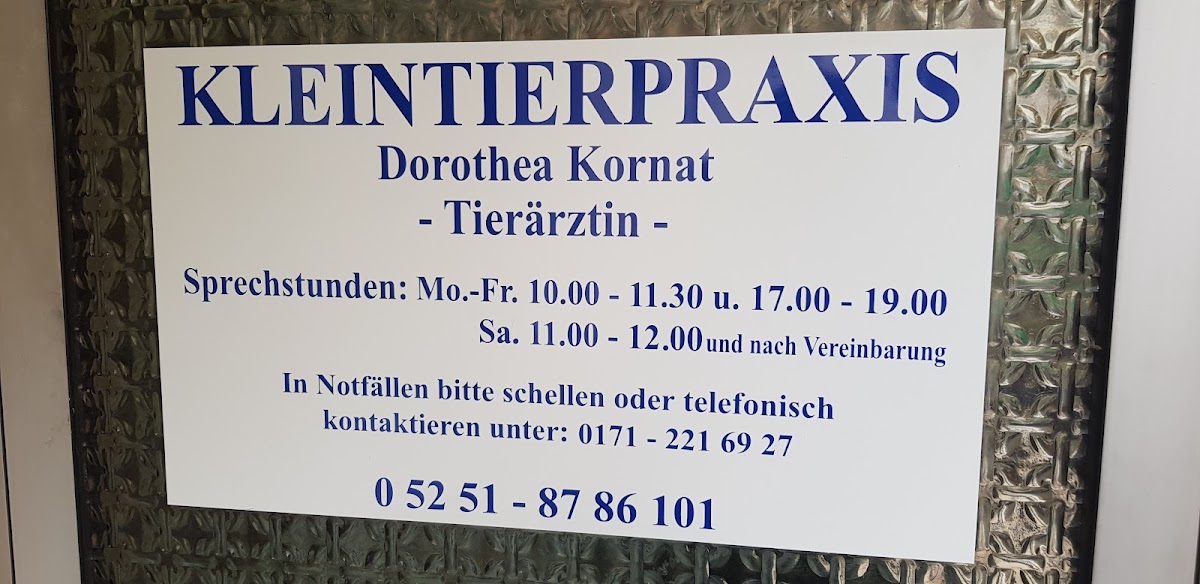 KLEINTIERPRAXIS
Dorothea Kornat
- Tierärztin -
Sprechstunden: Mo.-Fr. 10.00 - 11.30 u. 17.00 - 19.00
Sa. 11.00 - 12.00 und nach Vereinbarung
In Notfällen bitte schellen oder telefonisch
kontaktieren unter: 0171 - 221 69 27
0 52 51 - 87 86 101